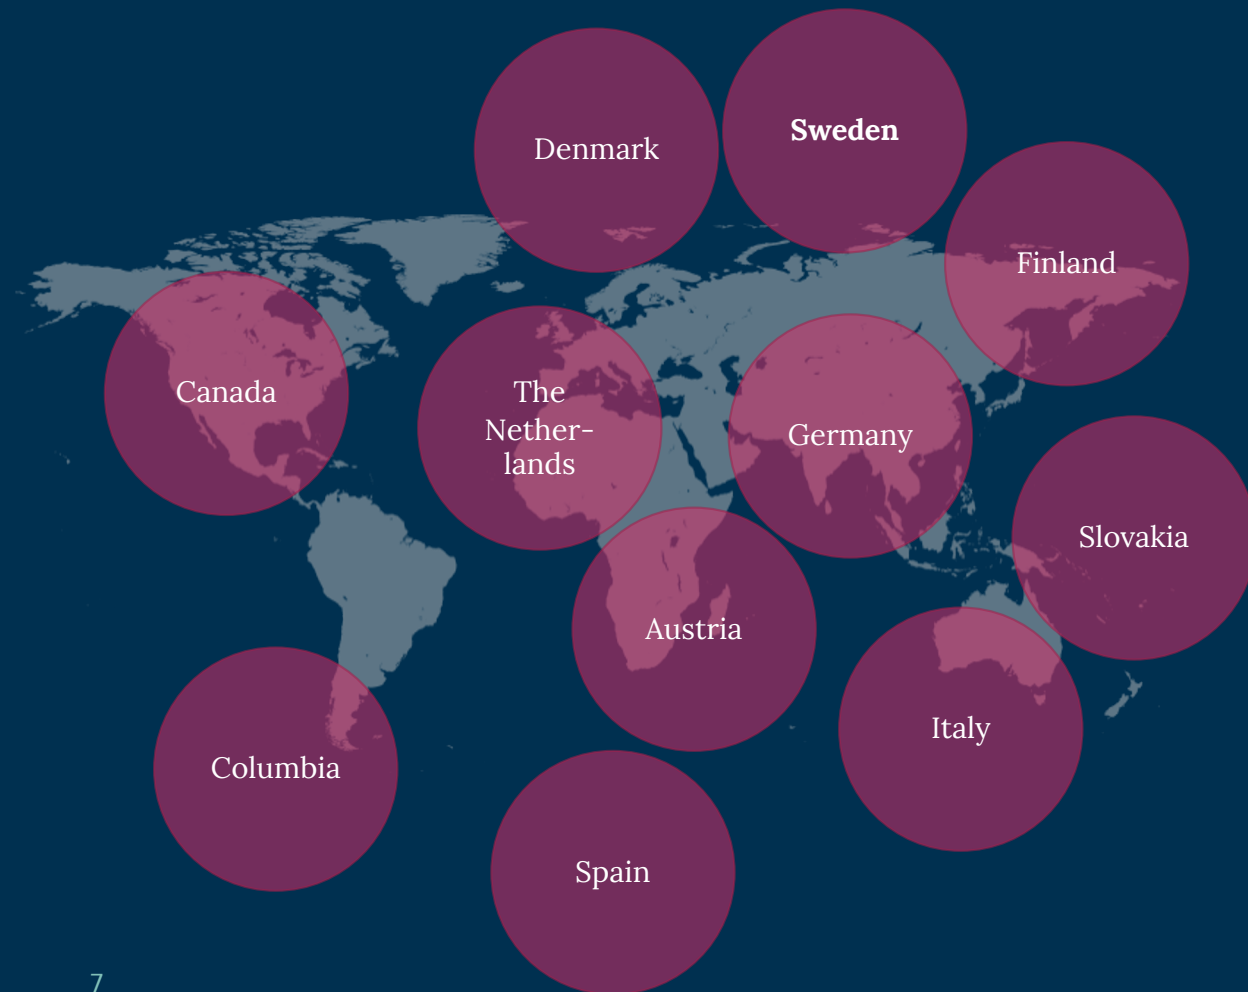 Denmark
Sweden
Finland
Canada
The
Nether-
lands
Germany
Slovakia
Austria
Italy
Columbia
Spain
7